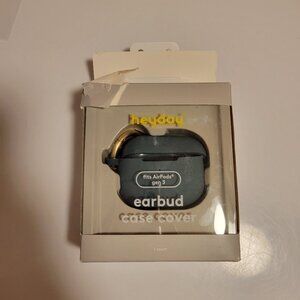 heyday
fits AirPods®
gen 3
earbud
case cover